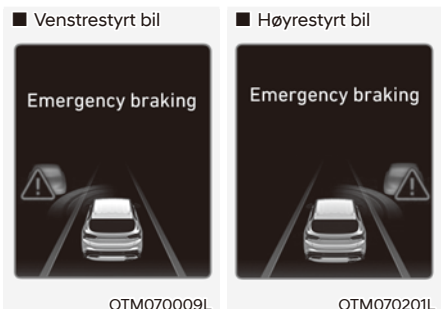 ■ Venstrestyrt bil
Emergency braking
OTM070009L
■ Høyrestyrt bil
Emergency braking
OTM070201L